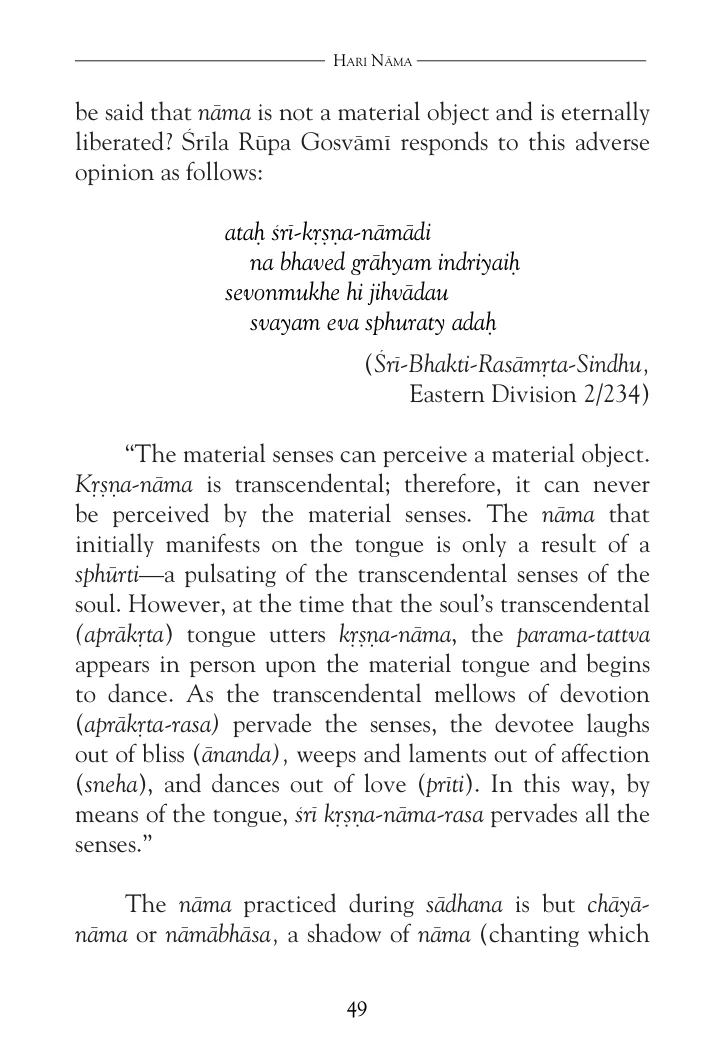 Hari Nāma
be said that nāma is not a material object and is eternally
liberated? Śrīla Rūpa Gosvāmī responds to this adverse
opinion as follows:
ataḥ śrī-kṛṣṇa-nāmādi
na bhaved grāhyam indriyaiḥ
sevonmukhe hi jihvādau
svayam eva sphuraty adaḥ
(Śrī-Bhakti-Rasāmṛta-Sindhu,
Eastern Division 2/234)
“The material senses can perceive a material object.
Kṛṣṇa-nāma is transcendental; therefore, it can never
be perceived by the material senses. The nāma that
initially manifests on the tongue is only a result of a
sphūrti—a pulsating of the transcendental senses of the
soul. However, at the time that the soul’s transcendental
(aprākṛta) tongue utters kṛṣṇa-nāma, the parama-tattva
appears in person upon the material tongue and begins
to dance. As the transcendental mellows of devotion
(aprākṛta-rasa) pervade the senses, the devotee laughs
out of bliss (ānanda), weeps and laments out of affection
(sneha), and dances out of love (prīti). In this way, by
means of the tongue, śrī kṛṣṇa-nāma-rasa pervades all the
senses.”
The nāma practiced during sādhana is but chāyā-
nāma or nāmābhāsa, a shadow of nāma (chanting which
49